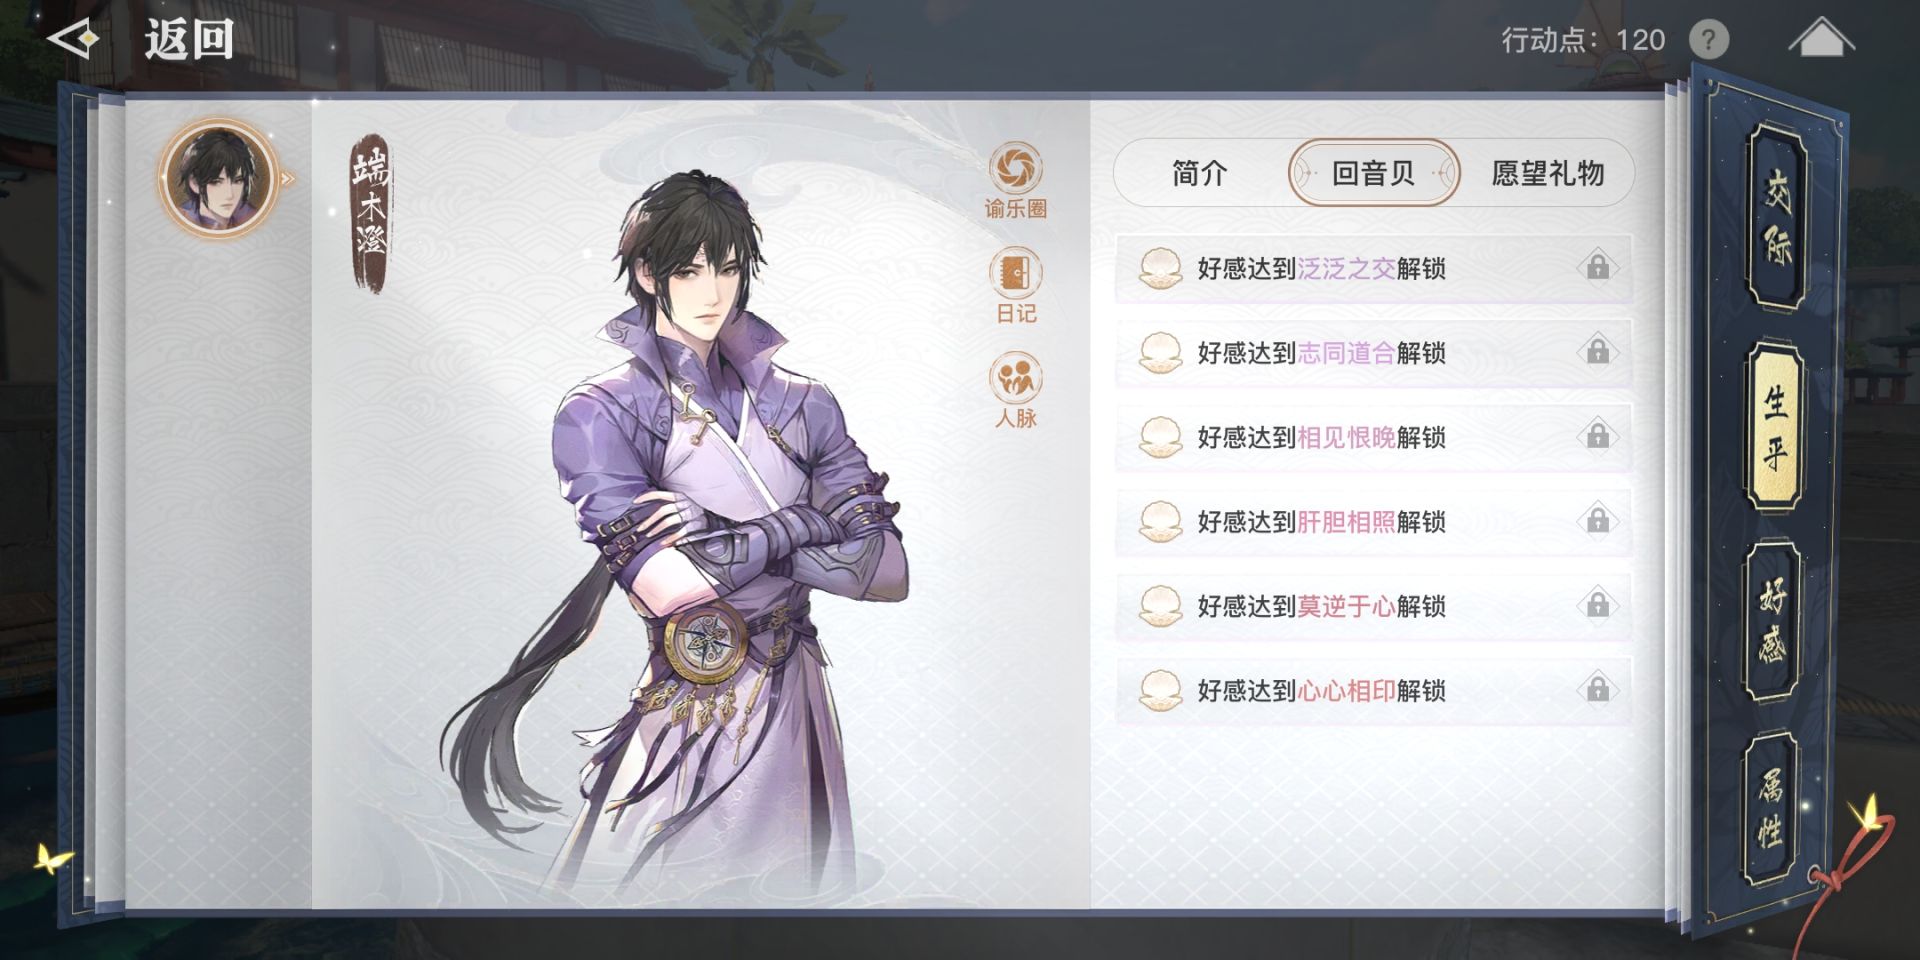 返回
行动点：120
?
端木澄
谕乐圈
日记
人脉
简介
回音贝
愿望礼物
好感达到泛泛之交解锁
好感达到志同道合解锁
好感达到相见恨晚解锁
好感达到肝胆相照解锁
好感达到莫逆于心解锁
好感达到心心相印解锁
交际
生平
好感
属性